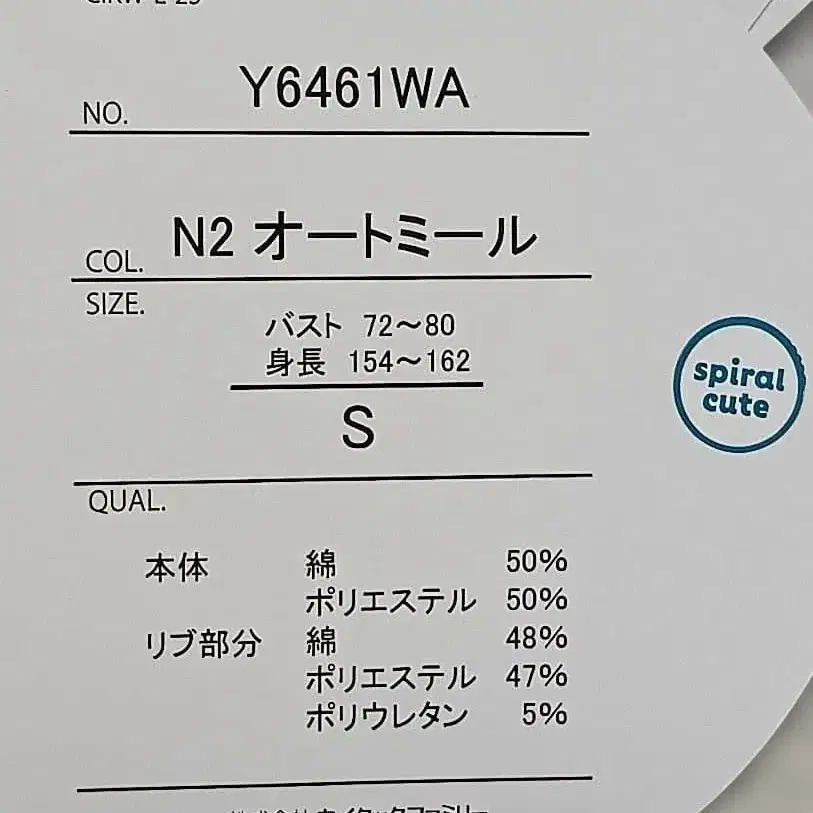 NO. Y6461WA
COL. N2 オートミール
SIZE.
バスト 72～80
身長 154～162
S
spiral
cute
QUAL.
本体 綿 50%
ポリエステル 50%
リブ部分 綿 48%
ポリエステル 47%
ポリウレタン 5%